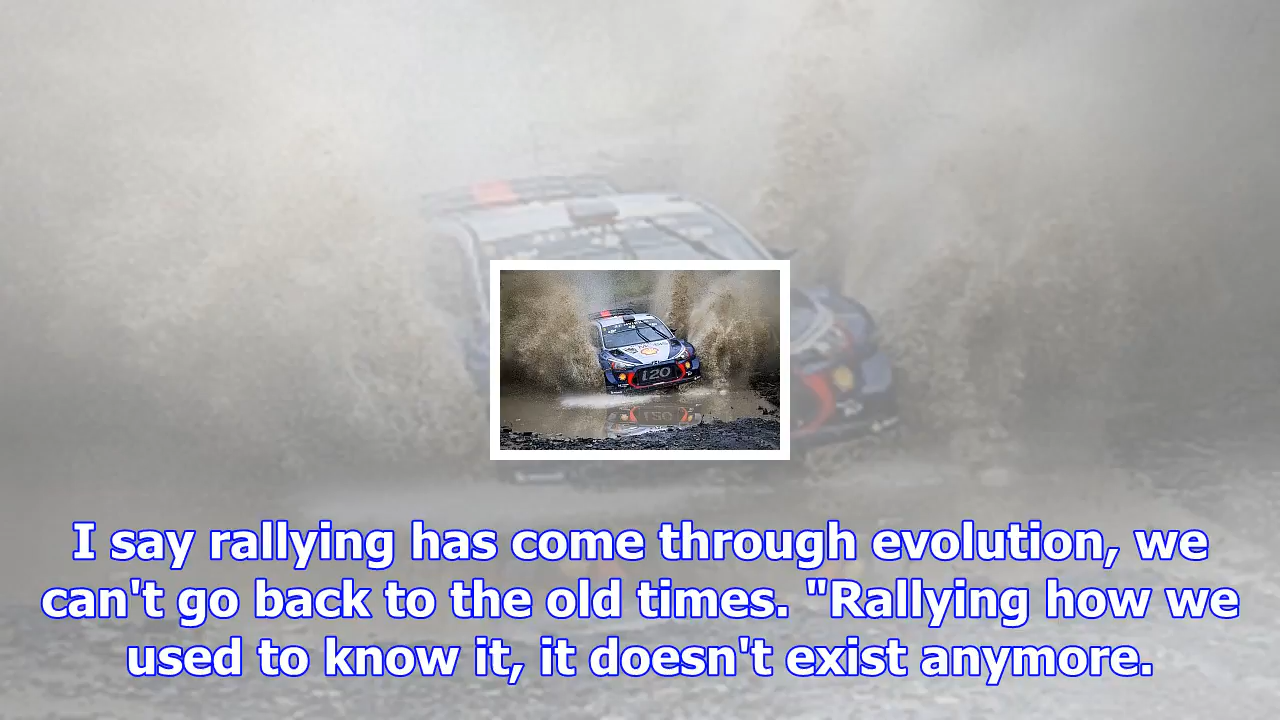 i20
I say rallying has come through evolution, we
can't go back to the old times. "Rallying how we
used to know it, it doesn't exist anymore.